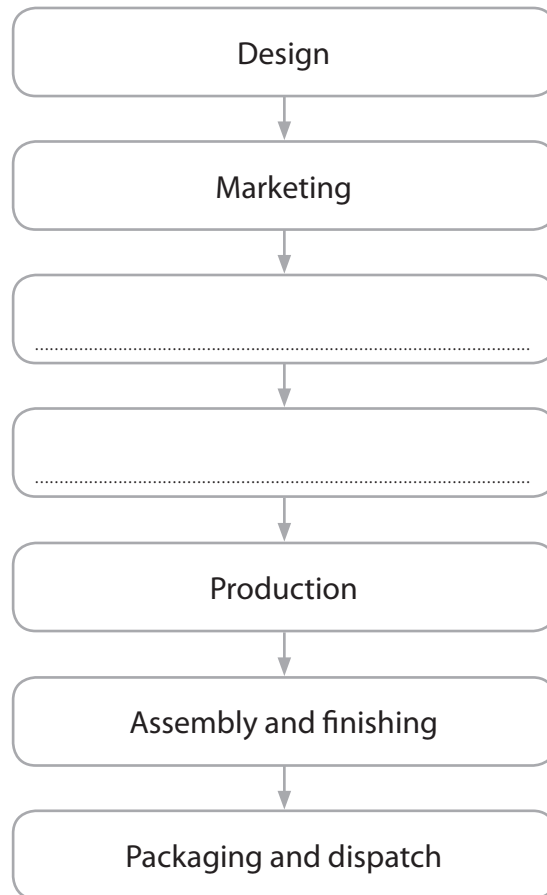 Design
Marketing
Production
Assembly and finishing
Packaging and dispatch